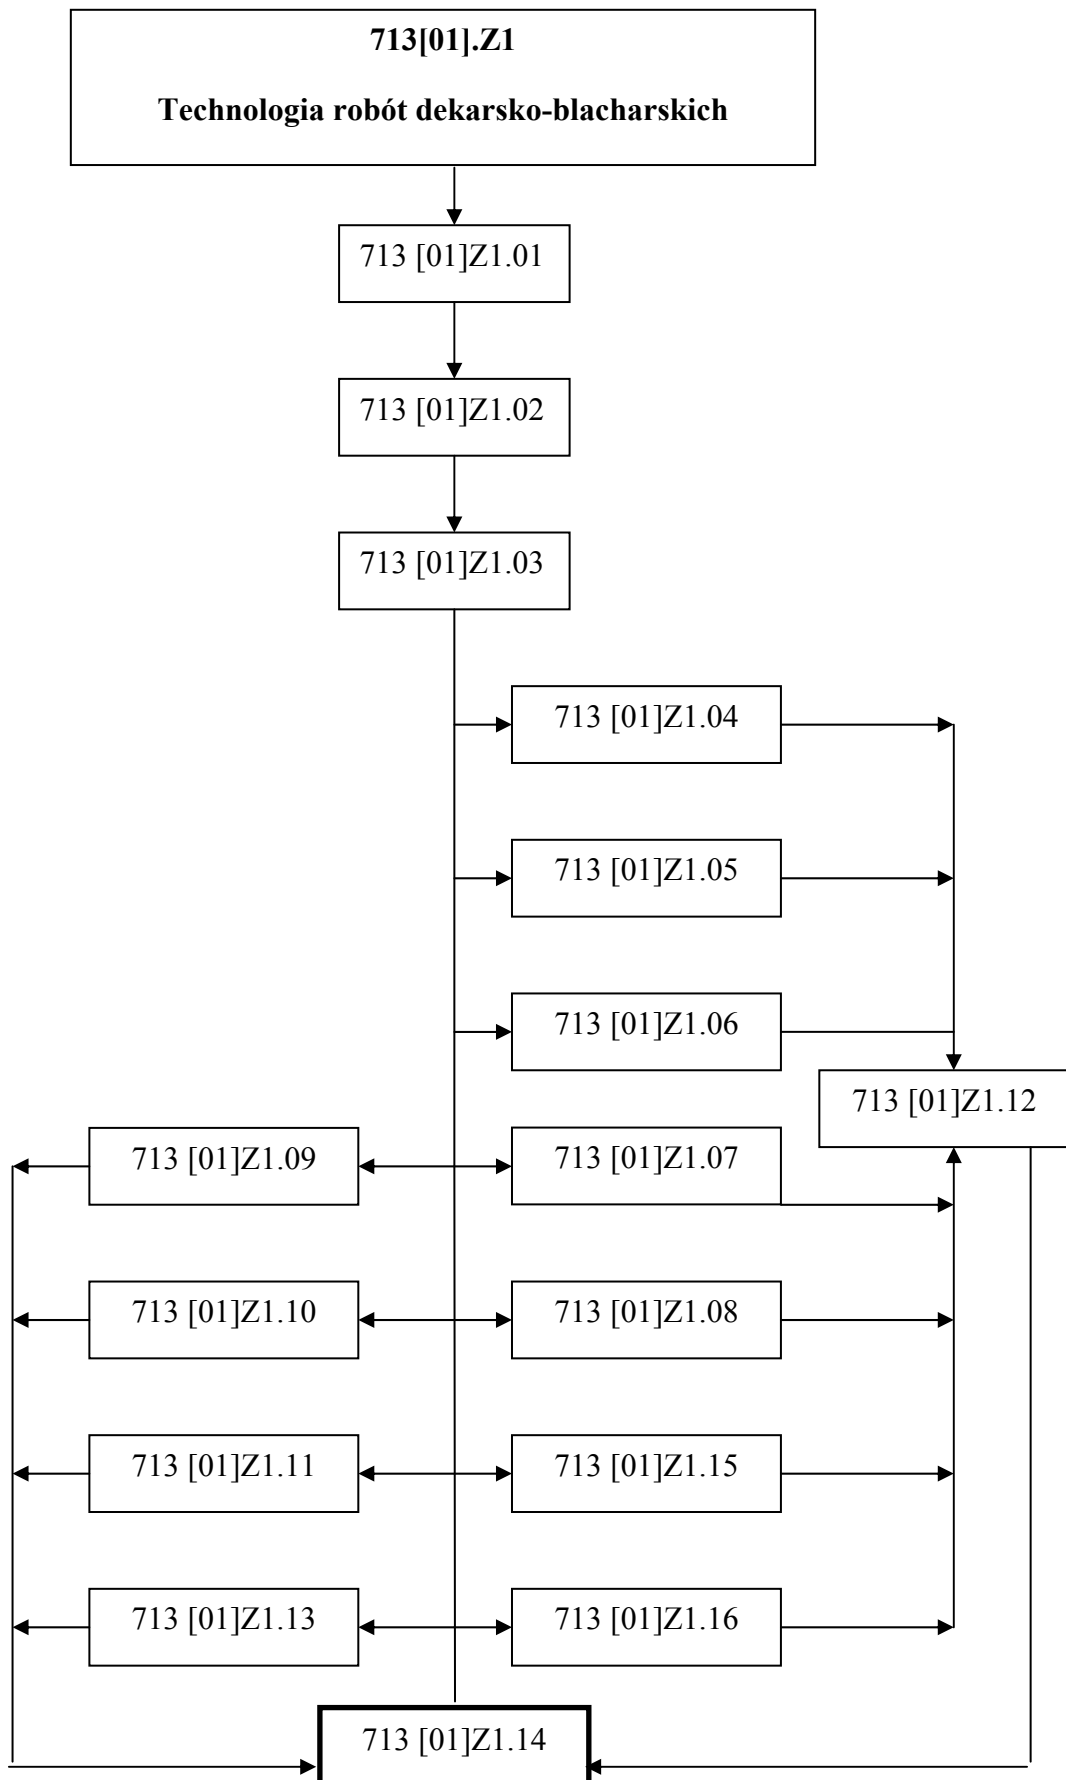 713[01].Z1
Technologia robót dekarsko-blacharskich
713 [01]Z1.01
713 [01]Z1.02
713 [01]Z1.03
713 [01]Z1.04
713 [01]Z1.05
713 [01]Z1.06
713 [01]Z1.12
713 [01]Z1.09
713 [01]Z1.07
713 [01]Z1.10
713 [01]Z1.08
713 [01]Z1.11
713 [01]Z1.15
713 [01]Z1.13
713 [01]Z1.16
713 [01]Z1.14